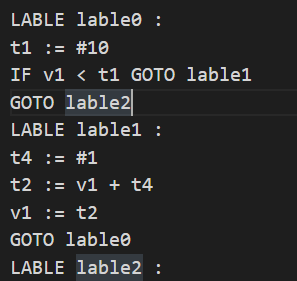 LABLE lable0 :
t1 := #10
IF v1 < t1 GOTO lable1
GOTO lable2
LABLE lable1 :
t4 := #1
t2 := v1 + t4
v1 := t2
GOTO lable0
LABLE lable2 :